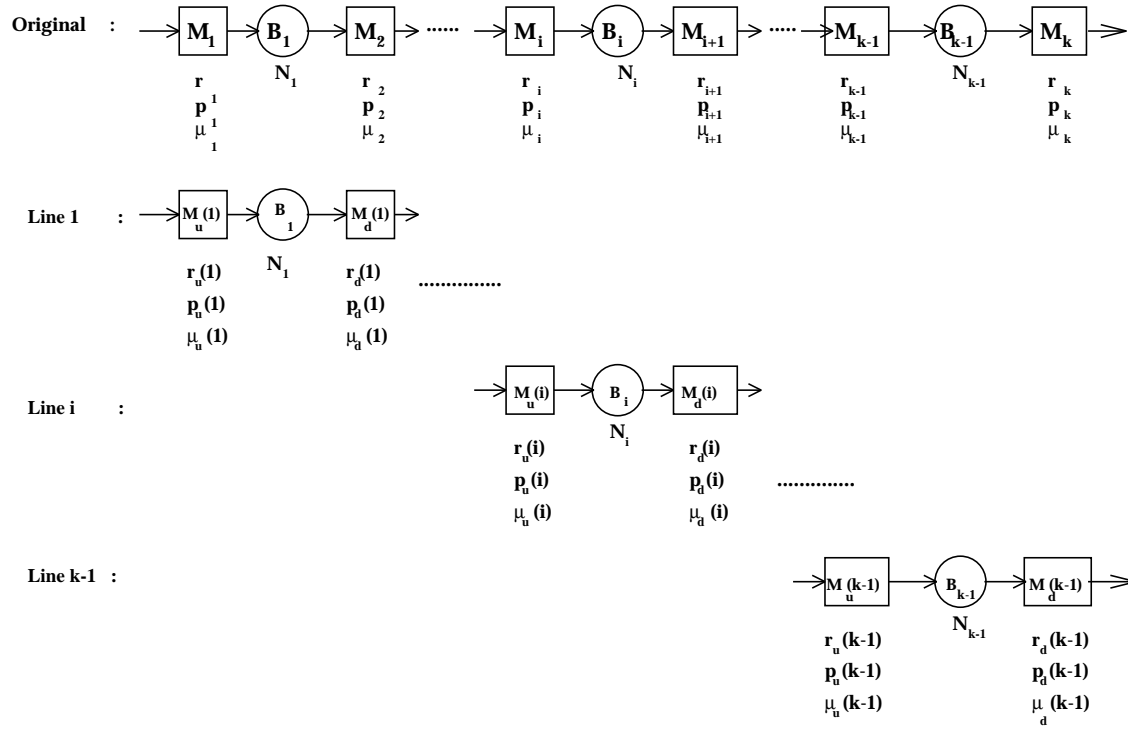 Original :
M1 B1 M2 ...... Mi Bi Mi+1 ..... Mk-1 Bk-1 Mk
N1 Ni Nk-1
r1 r2 ri ri+1 rk-1 rk
p1 p2 pi pi+1 pk-1 pk
μ1 μ2 μi μi+1 μk-1 μk
Line 1 :
Mu(1) B1 Md(1)
N1
ru(1) rd(1)
pu(1) pd(1)
μu(1) μd(1)
...............
Line i :
Mu(i) Bi Md(i)
Ni
ru(i) rd(i)
pu(i) pd(i)
μu(i) μd(i)
..............
Line k-1 :
Mu(k-1) Bk-1 Md(k-1)
Nk-1
ru(k-1) rd(k-1)
pu(k-1) pd(k-1)
μu(k-1) μd(k-1)